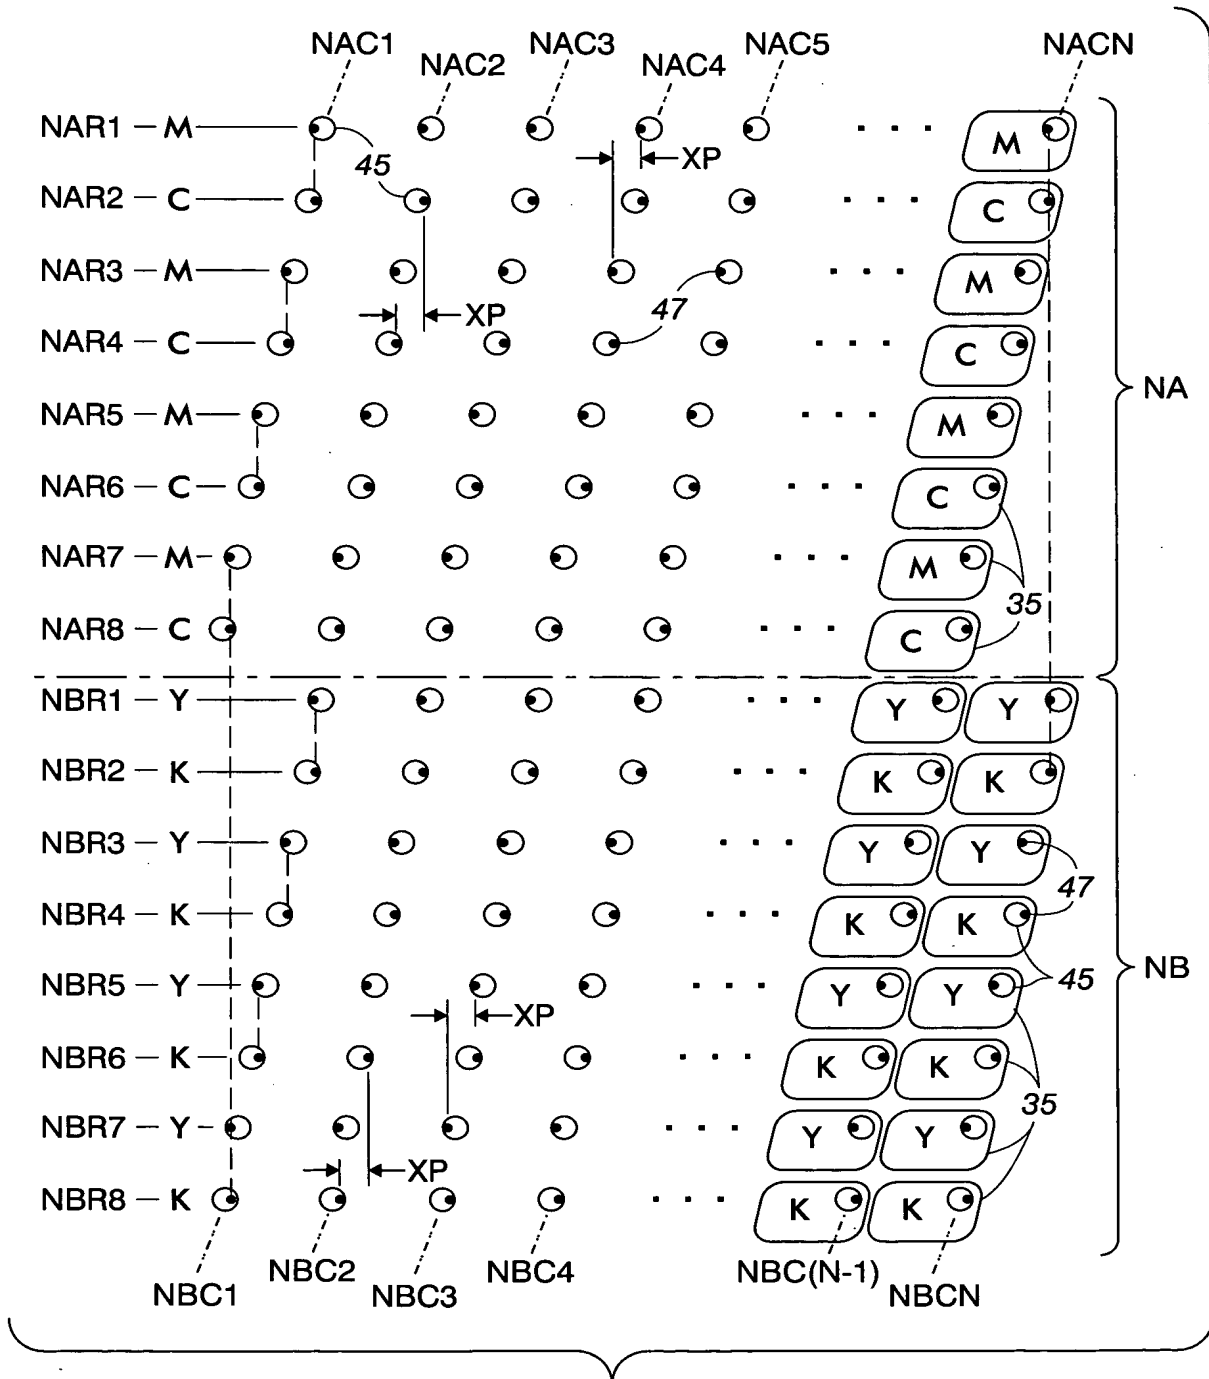 NAC1 NAC2 NAC3 NAC4 NAC5 NACN
NAR1 — M M
XP
45
NAR2 — C C
NAR3 — M M
XP 47
NAR4 — C C
NA
NAR5 — M M
NAR6 — C C
NAR7 — M M
35
NAR8 — C C
NBR1 — Y Y Y
NBR2 — K K K
NBR3 — Y Y Y
47
NBR4 — K K K
45 NB
NBR5 — Y Y Y
XP
NBR6 — K K K
35
NBR7 — Y Y Y
XP
NBR8 — K K K
NBC1 NBC2 NBC3 NBC4 NBC(N-1) NBCN